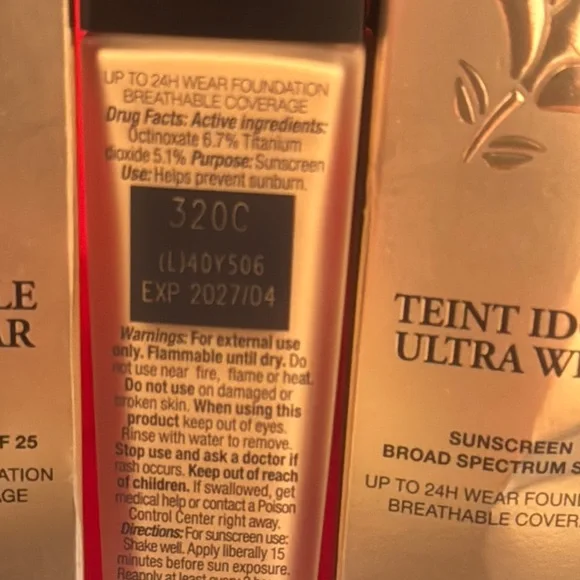 UP TO 24H WEAR FOUNDATION
BREATHABLE COVERAGE
Drug Facts: Active ingredients:
Octinoxate 6.7% Titanium
dioxide 5.1% Purpose: Sunscreen
Use: Helps prevent sunburn.
320C
(L)40Y506
EXP 2027/04
Warnings: For external use
only. Flammable until dry. Do
not use near fire, flame or heat.
Do not use on damaged or
broken skin. When using this
product keep out of eyes.
Rinse with water to remove.
Stop use and ask a doctor if
rash occurs. Keep out of reach
of children. If swallowed, get
medical help or contact a Poison
Control Center right away.
Directions: For sunscreen use:
Shake well. Apply liberally 15
minutes before sun exposure.
Reapply at least every 2
LE
AR
F 25
ATION
AGE
TEINT ID
ULTRA W
SUNSCREEN
BROAD SPECTRUM S
UP TO 24H WEAR FOUN
BREATHABLE COVER